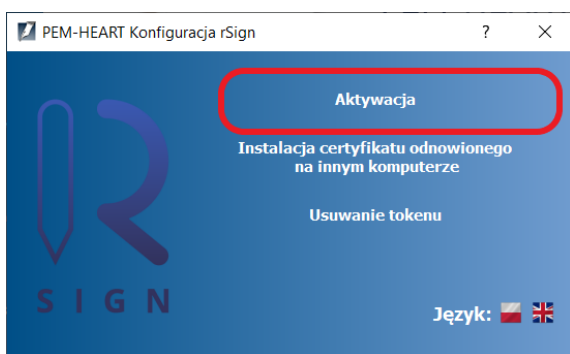 PEM-HEART Konfiguracja rSign
?
Aktywacja
Instalacja certyfikatu odnowionego
na innym komputerze
Usuwanie tokenu
R
SIGN
Język: